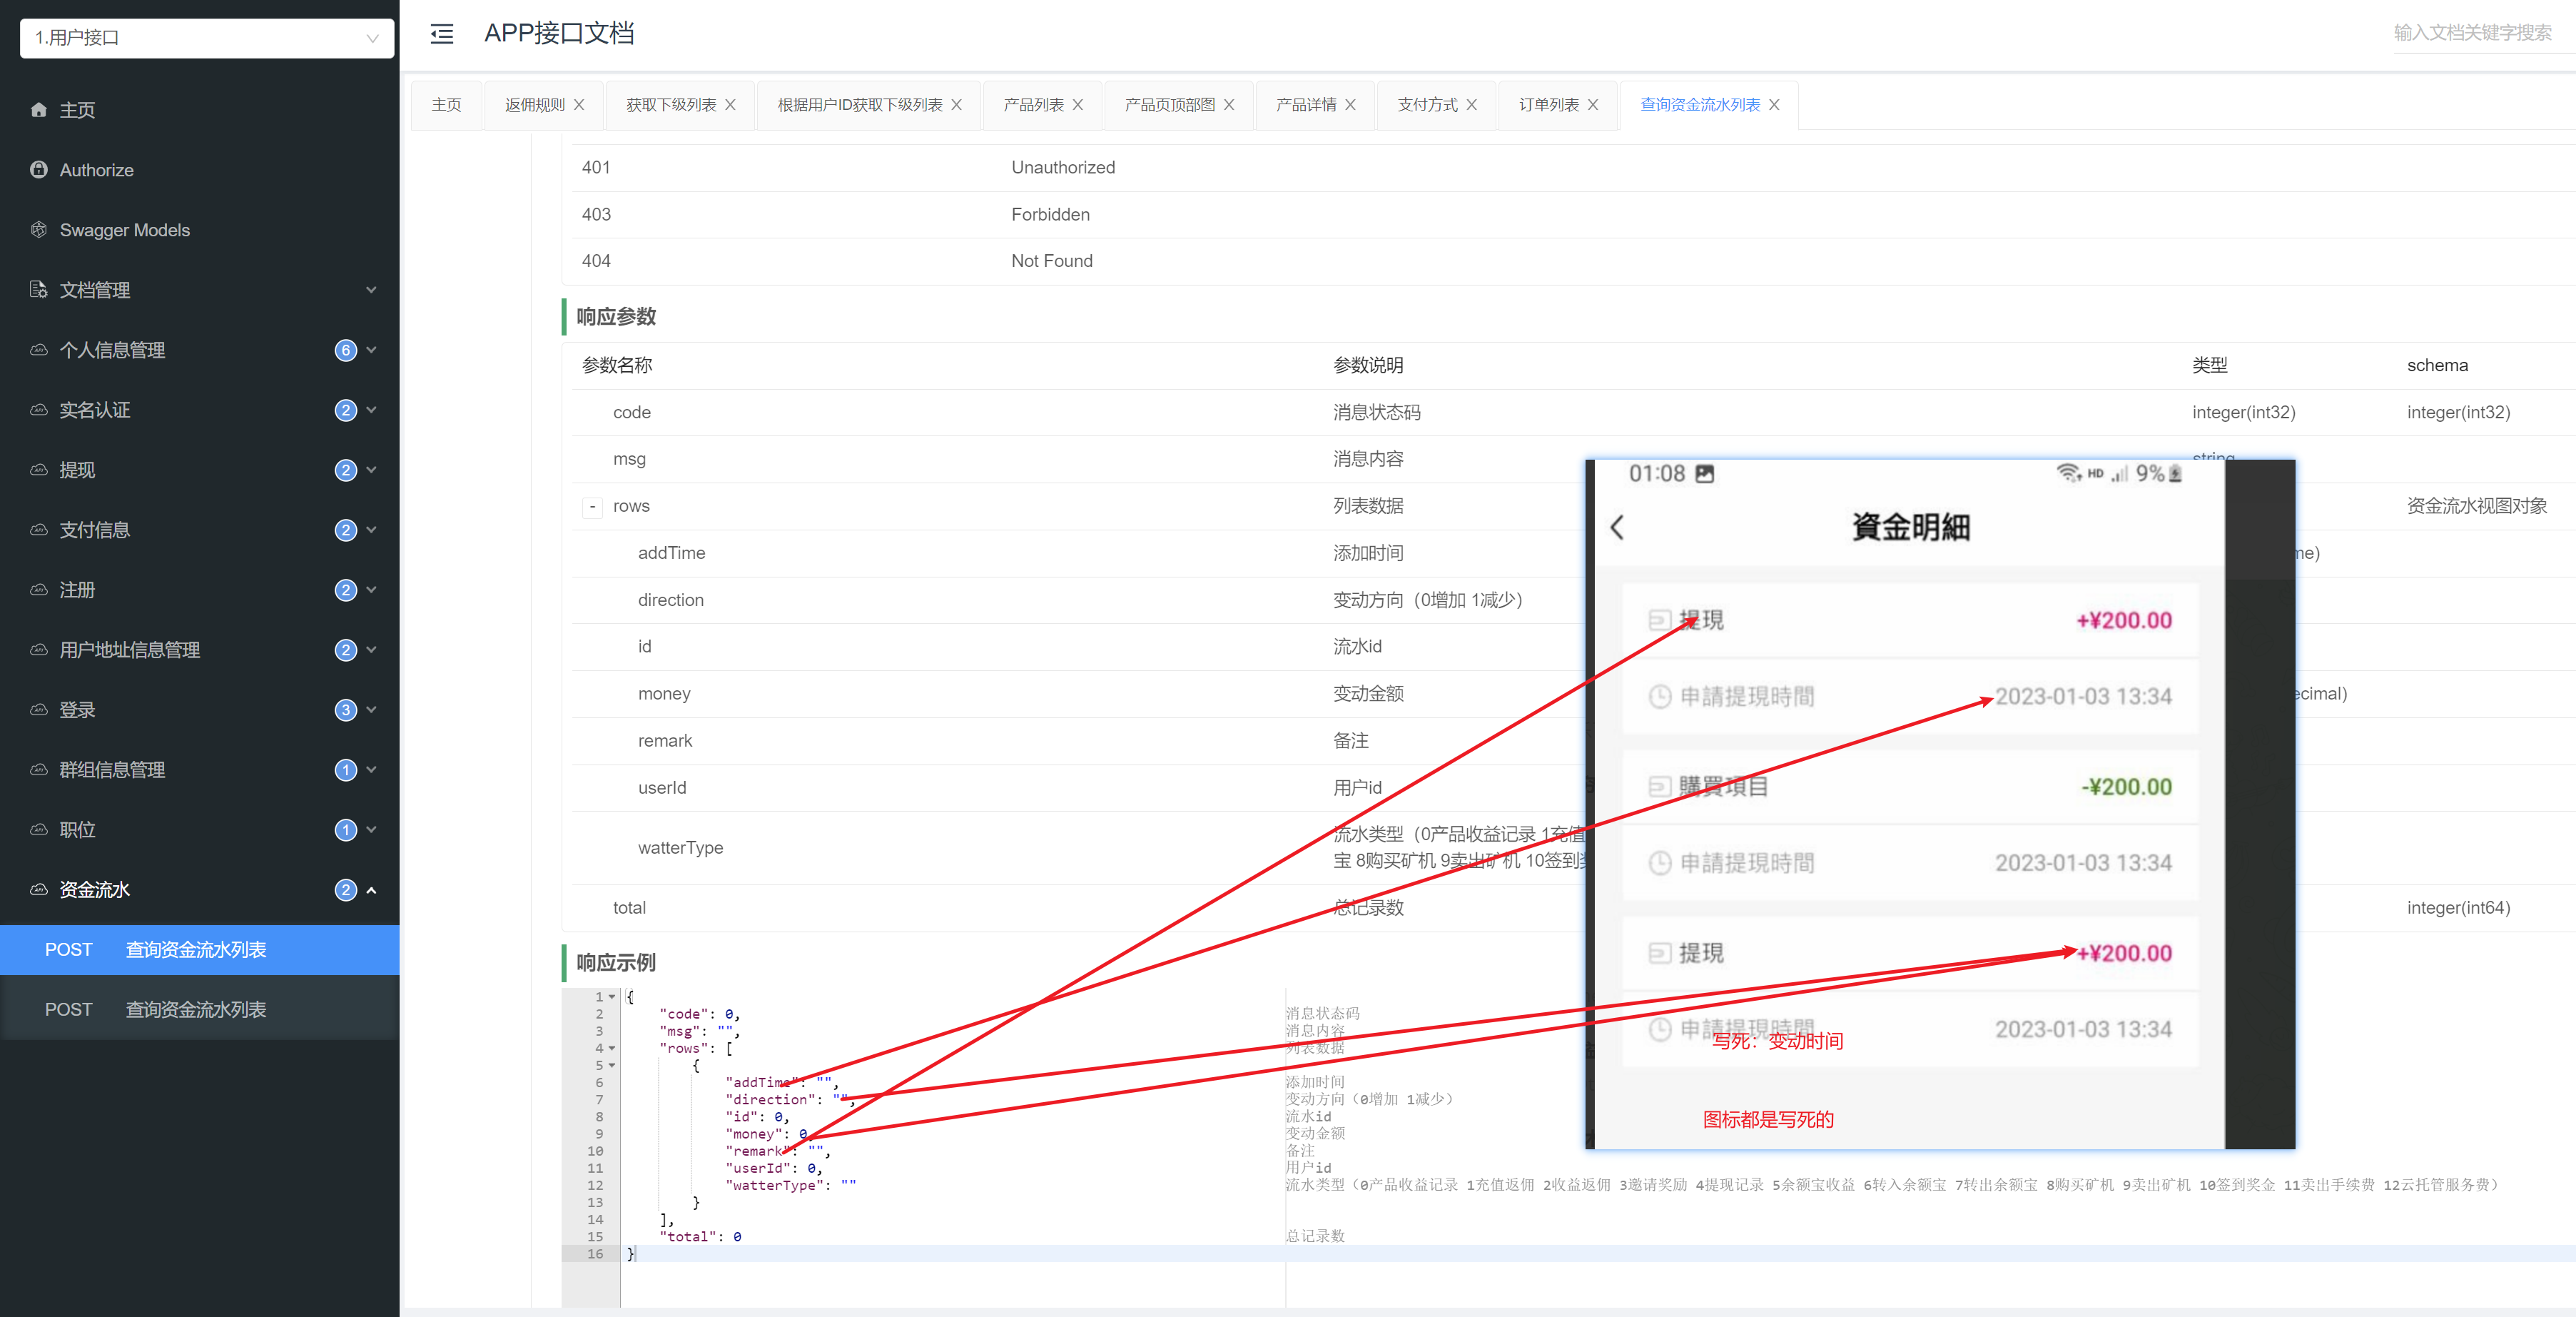 1.用户接口
主页
Authorize
Swagger Models
文档管理
个人信息管理 6
实名认证 2
提现 2
支付信息 2
注册 2
用户地址信息管理 2
登录 3
群组信息管理 1
职位 1
资金流水 2
POST 查询资金流水列表
POST 查询资金流水列表
APP接口文档
输入文档关键字搜索
主页 返佣规则 获取下级列表 根据用户ID获取下级列表 产品列表 产品页顶部图 产品详情 支付方式 订单列表 查询资金流水列表
401 Unauthorized
403 Forbidden
404 Not Found
响应参数
参数名称 参数说明 类型 schema
code 消息状态码 integer(int32) integer(int32)
msg 消息内容 string
- rows 列表数据 资金流水视图对象
addTime 添加时间 me)
direction 变动方向（0增加 1减少）
id 流水id
money 变动金额 ecimal)
remark 备注
userId 用户id
watterType 流水类型（0产品收益记录 1充值
宝 8购买矿机 9卖出矿机 10签到奖
total 总记录数 integer(int64)
响应示例
1 {
2 "code": 0, 消息状态码
3 "msg": "", 消息内容
4 "rows": [ 列表数据
5 {
6 "addTime": "", 添加时间
7 "direction": "", 变动方向（0增加 1减少）
8 "id": 0, 流水id
9 "money": 0, 变动金额
10 "remark": "", 备注
11 "userId": 0, 用户id
12 "watterType": "" 流水类型（0产品收益记录 1充值返佣 2收益返佣 3邀请奖励 4提现记录 5余额宝收益 6转入余额宝 7转出余额宝 8购买矿机 9卖出矿机 10签到奖金 11卖出手续费 12云托管服务费）
13 }
14 ],
15 "total": 0 总记录数
16 }
01:08 HD 9%
資金明細
提現 +¥200.00
申請提現時間 2023-01-03 13:34
購買項目 -¥200.00
申請提現時間 2023-01-03 13:34
提現 +¥200.00
申請提現時間 2023-01-03 13:34
写死：变动时间
图标都是写死的